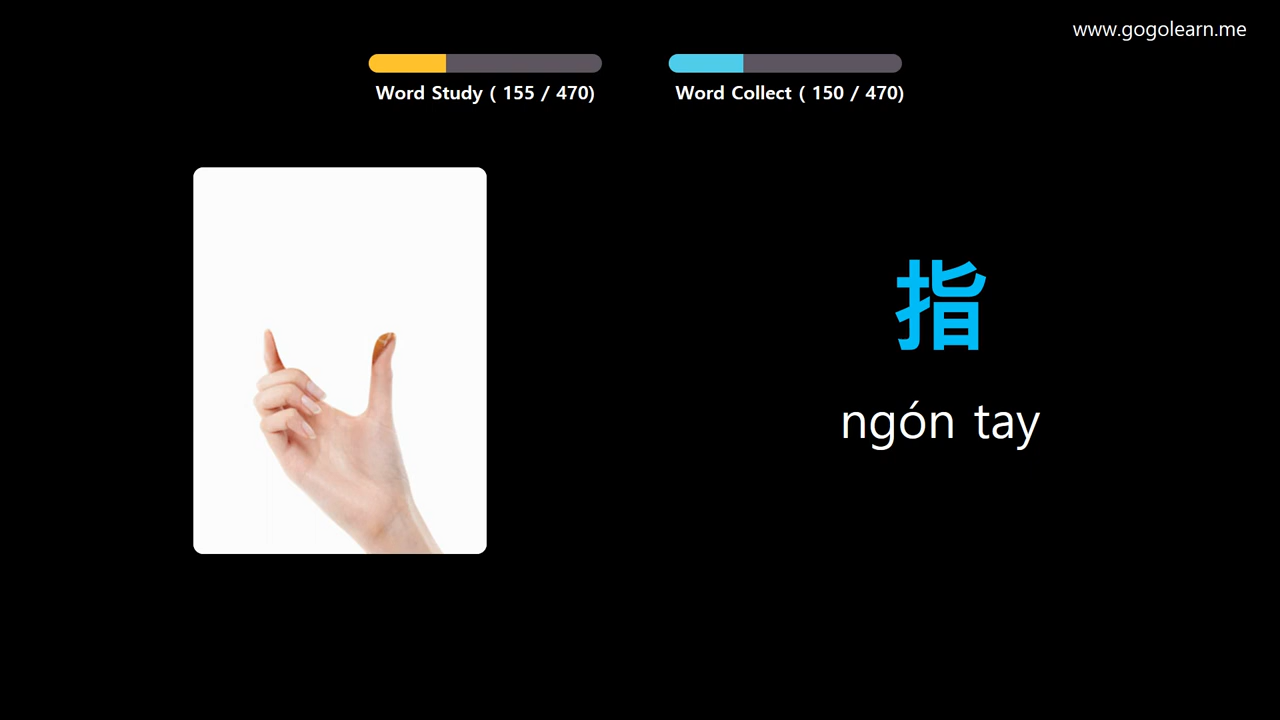 www.gogolearn.me
Word Study ( 155 / 470)
Word Collect ( 150 / 470)
指
ngón tay